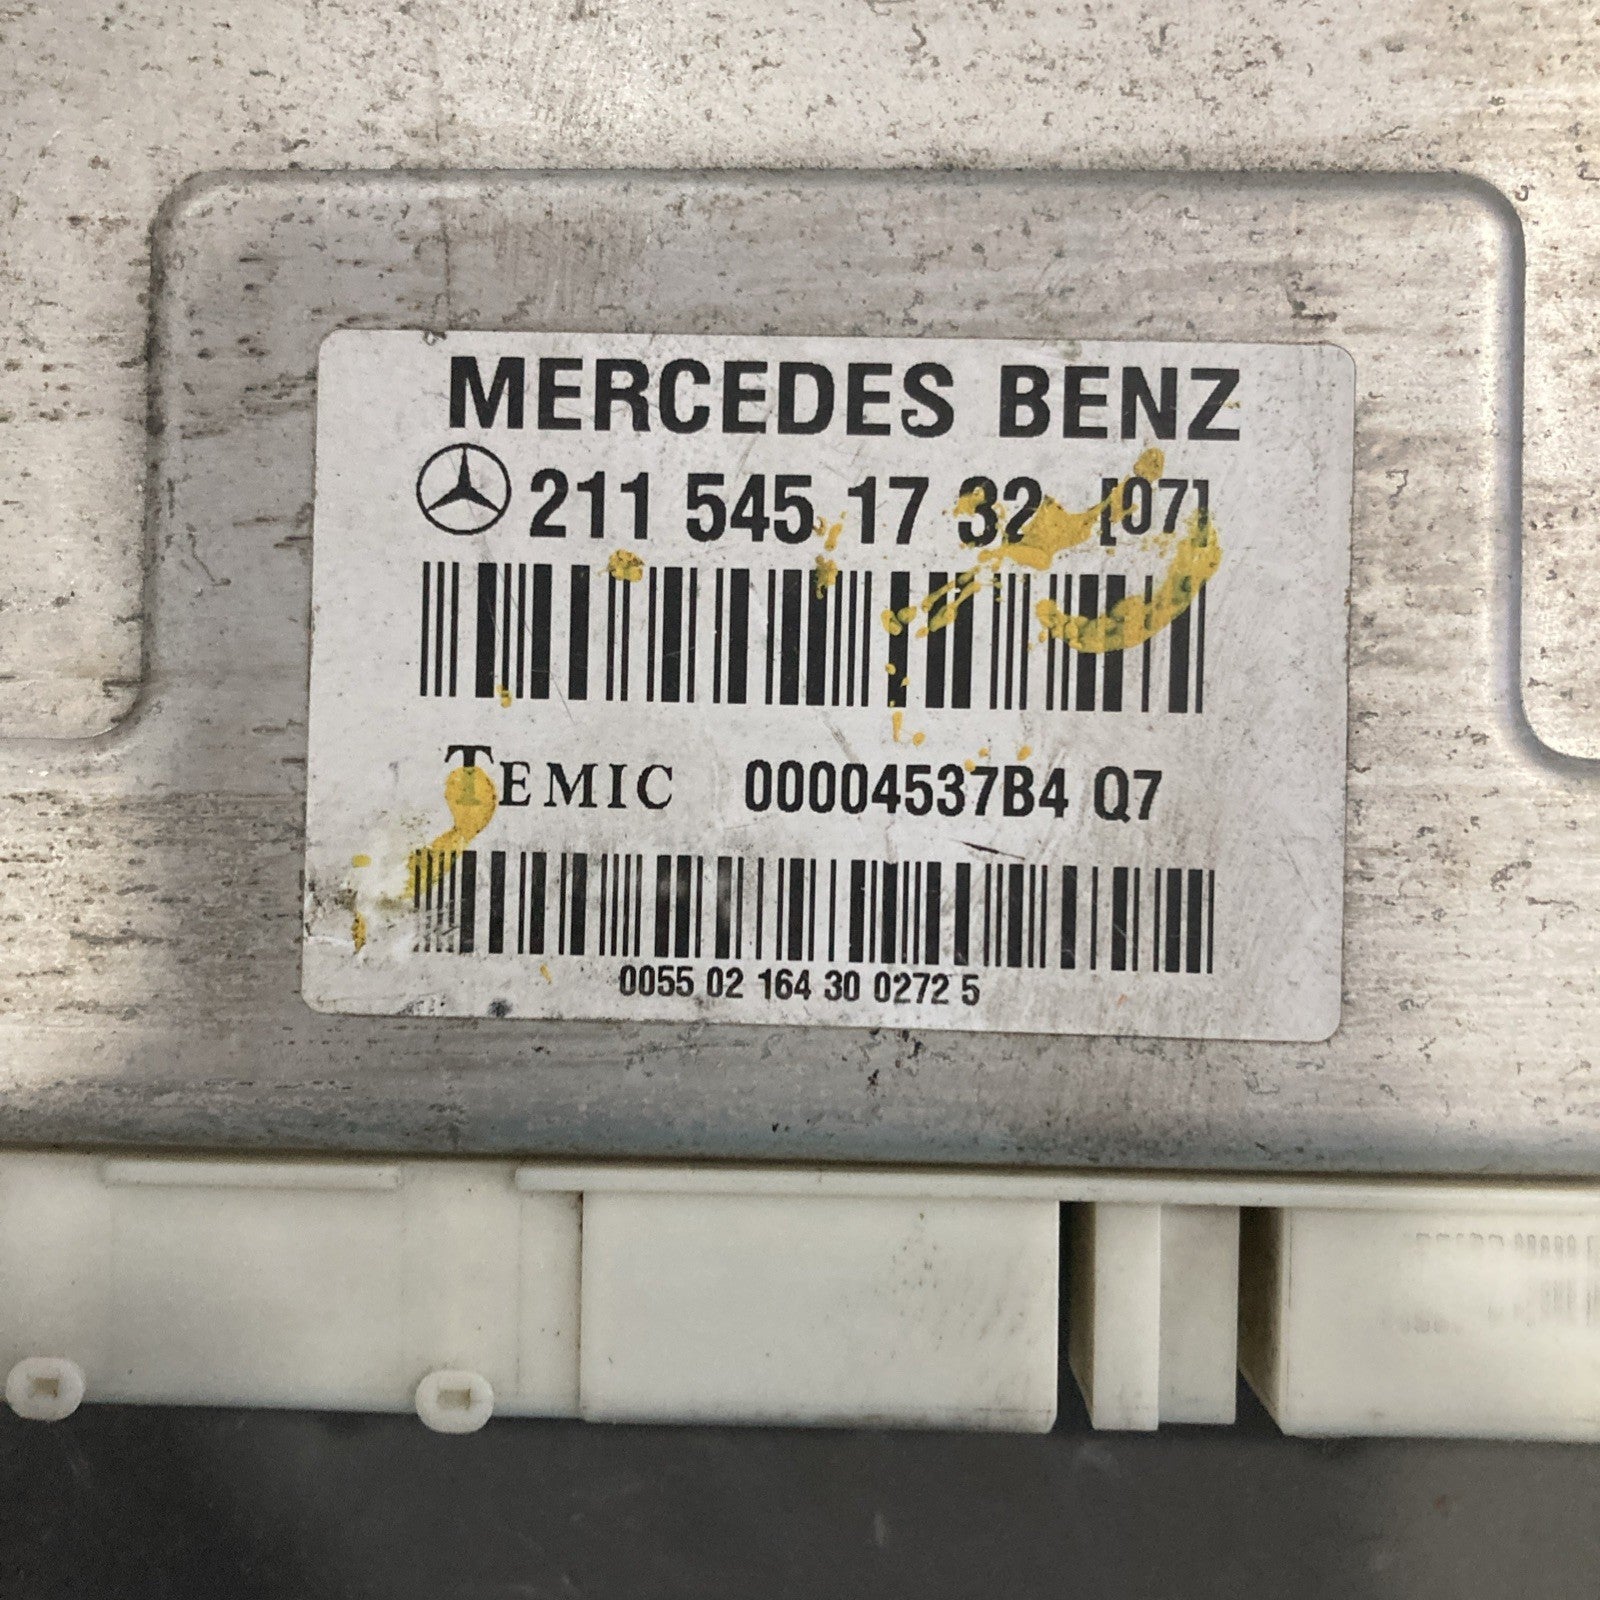 MERCEDES BENZ
211 545 17 32 [07]
TEMIC 00004537B4 Q7
0055 02 164 30 0272 5